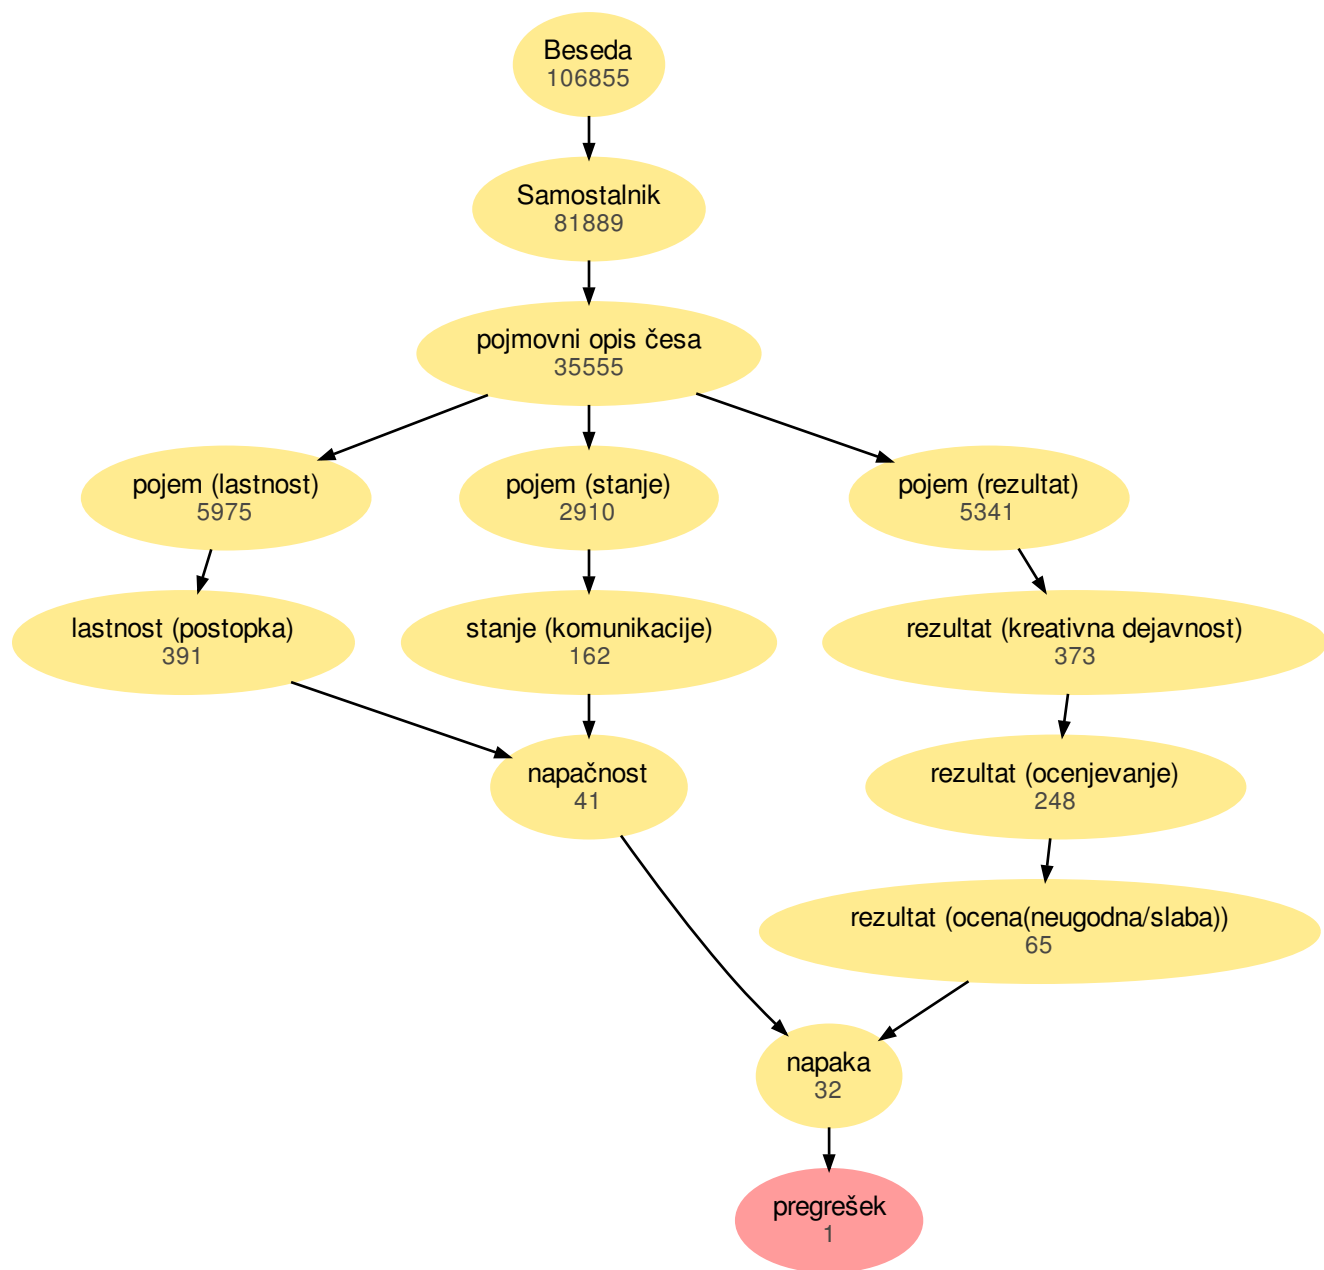 Beseda
106855
Samostalnik
81889
pojmovni opis česa
35555
pojem (lastnost)
5975
pojem (stanje)
2910
pojem (rezultat)
5341
lastnost (postopka)
391
stanje (komunikacije)
162
rezultat (kreativna dejavnost)
373
napačnost
41
rezultat (ocenjevanje)
248
rezultat (ocena(neugodna/slaba))
65
napaka
32
pregrešek
1